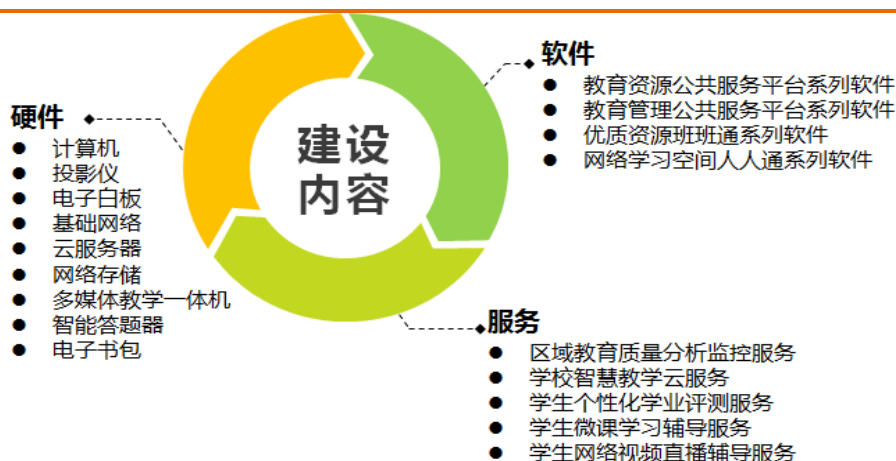 建设
内容
硬件
● 计算机
● 投影仪
● 电子白板
● 基础网络
● 云服务器
● 网络存储
● 多媒体教学一体机
● 智能答题器
● 电子书包
软件
● 教育资源公共服务平台系列软件
● 教育管理公共服务平台系列软件
● 优质资源班班通系列软件
● 网络学习空间人人通系列软件
服务
● 区域教育质量分析监控服务
● 学校智慧教学云服务
● 学生个性化学业评测服务
● 学生微课学习辅导服务
● 学生网络视频直播辅导服务